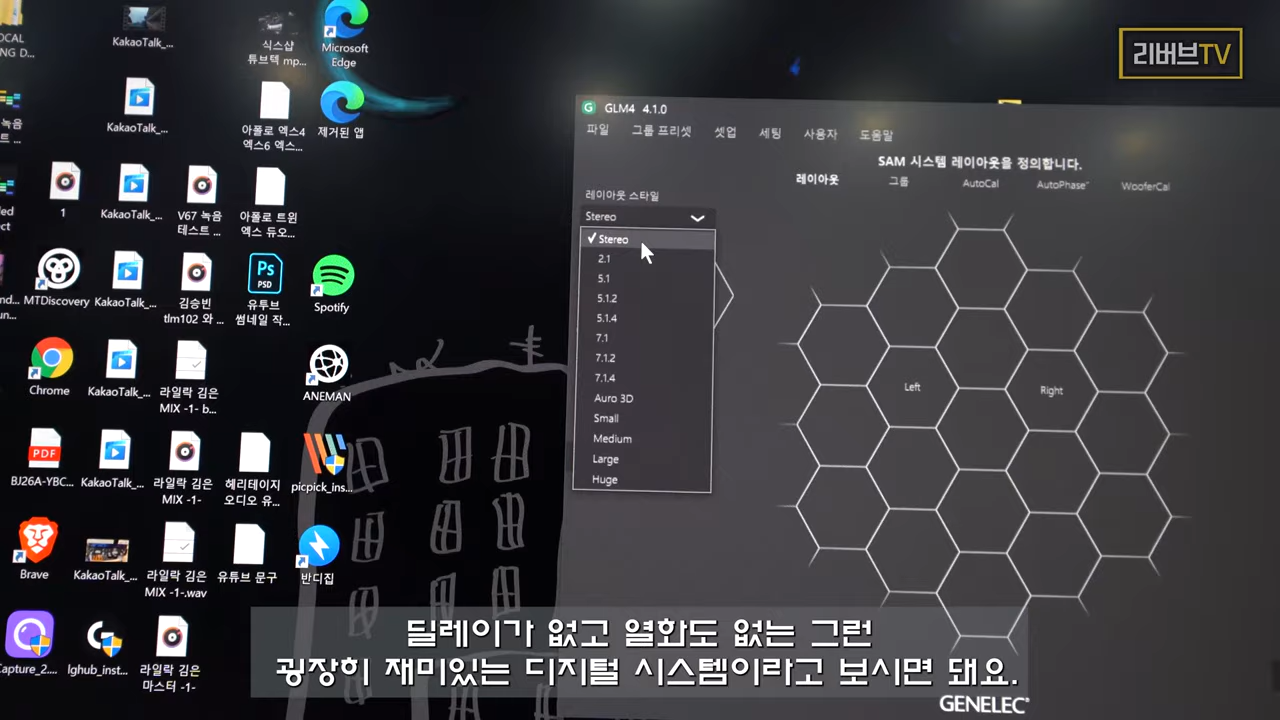 리버브TV
OCAL
NG D...
KakaoTalk_...
식스샵
튜브텍 mp...
Microsoft
Edge
녹음
KakaoTalk_...
아폴로 엑스4
엑스6 엑스...
제거된 앱
1
KakaoTalk_...
V67 녹음
테스트 ...
아폴로 트윈
엑스 듀오...
MTDiscovery
KakaoTalk_...
김승빈
tlm102 와 ...
Ps
PSD
유투브
썸네일 작...
Spotify
Chrome
KakaoTalk_...
라일락 김은
MIX -1- b...
ANEMAN
PDF
BJ26A-YBC...
KakaoTalk_...
라일락 김은
MIX -1-
헤리테이지
오디오 유...
picpick_ins...
Brave
KakaoTalk_...
라일락 김은
MIX -1-.wav
유튜브 문구
반디집
Capture_2...
lghub_inst...
라일락 김은
마스터 -1-
GLM4 4.1.0
파일 그룹 프리셋 셋업 세팅 사용자 도움말
SAM 시스템 레이아웃을 정의합니다.
레이아웃 그룹 AutoCal AutoPhase™ WooferCal
레이아웃 스타일
Stereo
✓ Stereo
2.1
5.1
5.1.2
5.1.4
7.1
7.1.2
7.1.4
Auro 3D
Small
Medium
Large
Huge
Left
Right
딜레이가 없고 열화도 없는 그런
굉장히 재미있는 디지털 시스템이라고 보시면 돼요.
GENELEC®